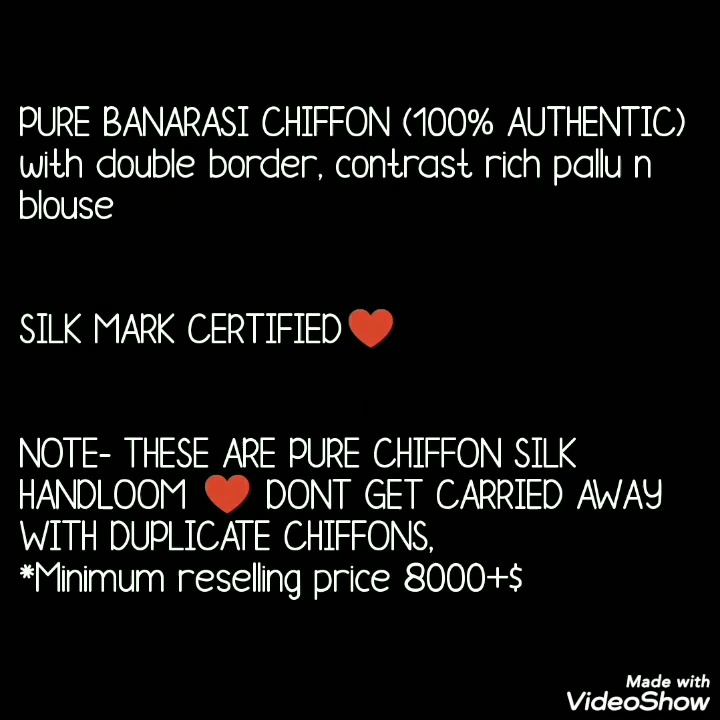 PURE BANARASI CHIFFON (100% AUTHENTIC)
with double border, contrast rich pallu n
blouse
SILK MARK CERTIFIED❤️
NOTE- THESE ARE PURE CHIFFON SILK
HANDLOOM ❤️ DONT GET CARRIED AWAY
WITH DUPLICATE CHIFFONS,
*Minimum reselling price 8000+$
Made with
VideoShow